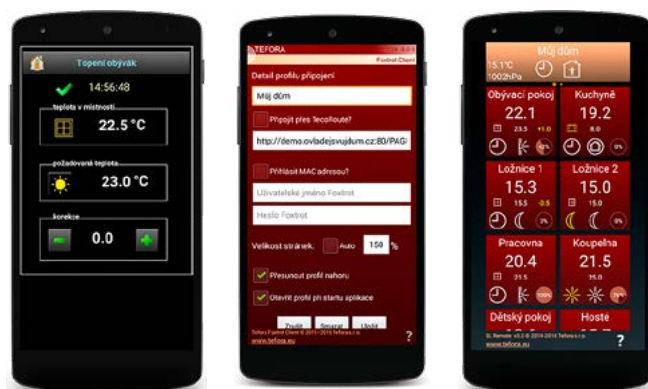 Topení obývák
14:56:48
teplota v místnosti
22.5 °C
požadovaná teplota
23.0 °C
korekce
0.0
TEFORA
Foxtrot Client
Detail profilu připojení
Můj dům
Připojit přes TecoRoute?
http://demo.ovladejsvujdum.cz:80/PAGI
Přihlásit MAC adresou?
Uživatelské jméno Foxtrot
Heslo Foxtrot
Velikost stránek: Auto 150 %
Přesunout profil nahoru
Otevřít profil při startu aplikace
Zrušit Smazat Uložit
www.tefora.eu
?
Můj dům
15.1°C
1002hPa
Obývací pokoj Kuchyně
22.1 19.2
23.5 +1.0 8.0
Ložnice 1 Ložnice 2
15.3 15.0
15.5 -0.5 15.0
Pracovna Koupelna
20.4 21.5
21.5 25.0
100%
Dětský pokoj Hosté
www.tefora.eu
?